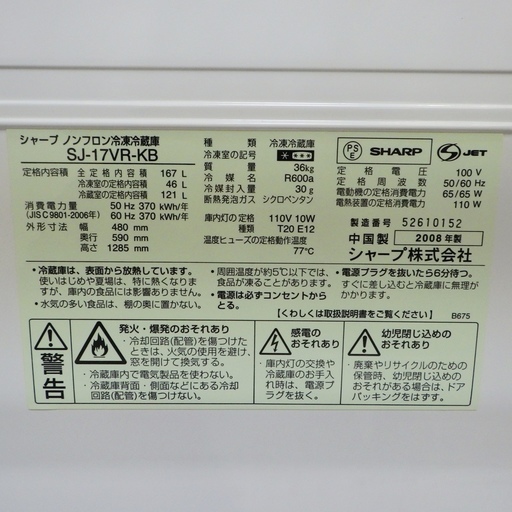 シャープ ノンフロン冷凍冷蔵庫
SJ-17VR-KB
定格内容積 全定格内容積 167 L
冷凍室の定格内容積 46 L
冷蔵室の定格内容積 121 L
消費電力量 50 Hz 370 kWh/年
(JIS C 9801-2006年) 60 Hz 370 kWh/年
外形寸法 幅 480 mm
奥行 590 mm
高さ 1285 mm
種類 冷凍冷蔵庫
冷凍室の記号
質量 36kg
冷媒名 R600a
冷媒封入量 30 g
断熱発泡ガス シクロペンタン
庫内灯の定格 110V 10W
種類 T20 E12
温度ヒューズの定格動作温度
77℃
PS
E
SHARP
S JET
定格電圧 100 V
定格周波数 50/60 Hz
電動機の定格消費電力 65/65 W
電熱装置の定格消費電力 110 W
製造番号 52610152
中国製 2008年製
シャープ株式会社
●冷蔵庫は、表面から放熱しています。
使いはじめや夏場は、特に熱くなりま
すが、庫内の食品には影響ありません。
●水気の多い食品は、棚の奥に置かない。
●周囲温度が約5℃以下では、
食品が凍ることがあります。
●電源は必ずコンセントから
とる。
●電源プラグを抜いたら6分待つ。
すぐに差し込むと冷蔵庫に無理が
かかります。
【くわしくは取扱説明書をご覧ください】 B675
警告
発火・爆発のおそれあり
●冷却回路(配管)を傷つけた
ときは、火気の使用を避け、
窓を開けて換気する。
●冷蔵庫内で電気製品を使わない。
●冷蔵庫背面・側面などにある冷却
回路(配管)を傷つけない。
感電の
おそれあり
●庫内灯の交換や
冷蔵庫のお手入
れ時は、電源プ
ラグを抜く。
幼児閉じ込めの
おそれあり
●廃棄やリサイクルのための
保管時、幼児閉じ込めの
おそれがある場合は、ドア
パッキングをはずす。